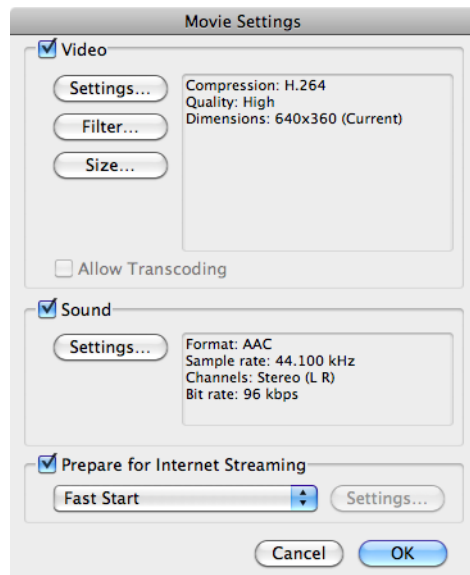 Movie Settings
Video
Settings...
Filter...
Size...
Compression: H.264
Quality: High
Dimensions: 640x360 (Current)
Allow Transcoding
Sound
Settings...
Format: AAC
Sample rate: 44.100 kHz
Channels: Stereo (L R)
Bit rate: 96 kbps
Prepare for Internet Streaming
Fast Start
Settings...
Cancel
OK